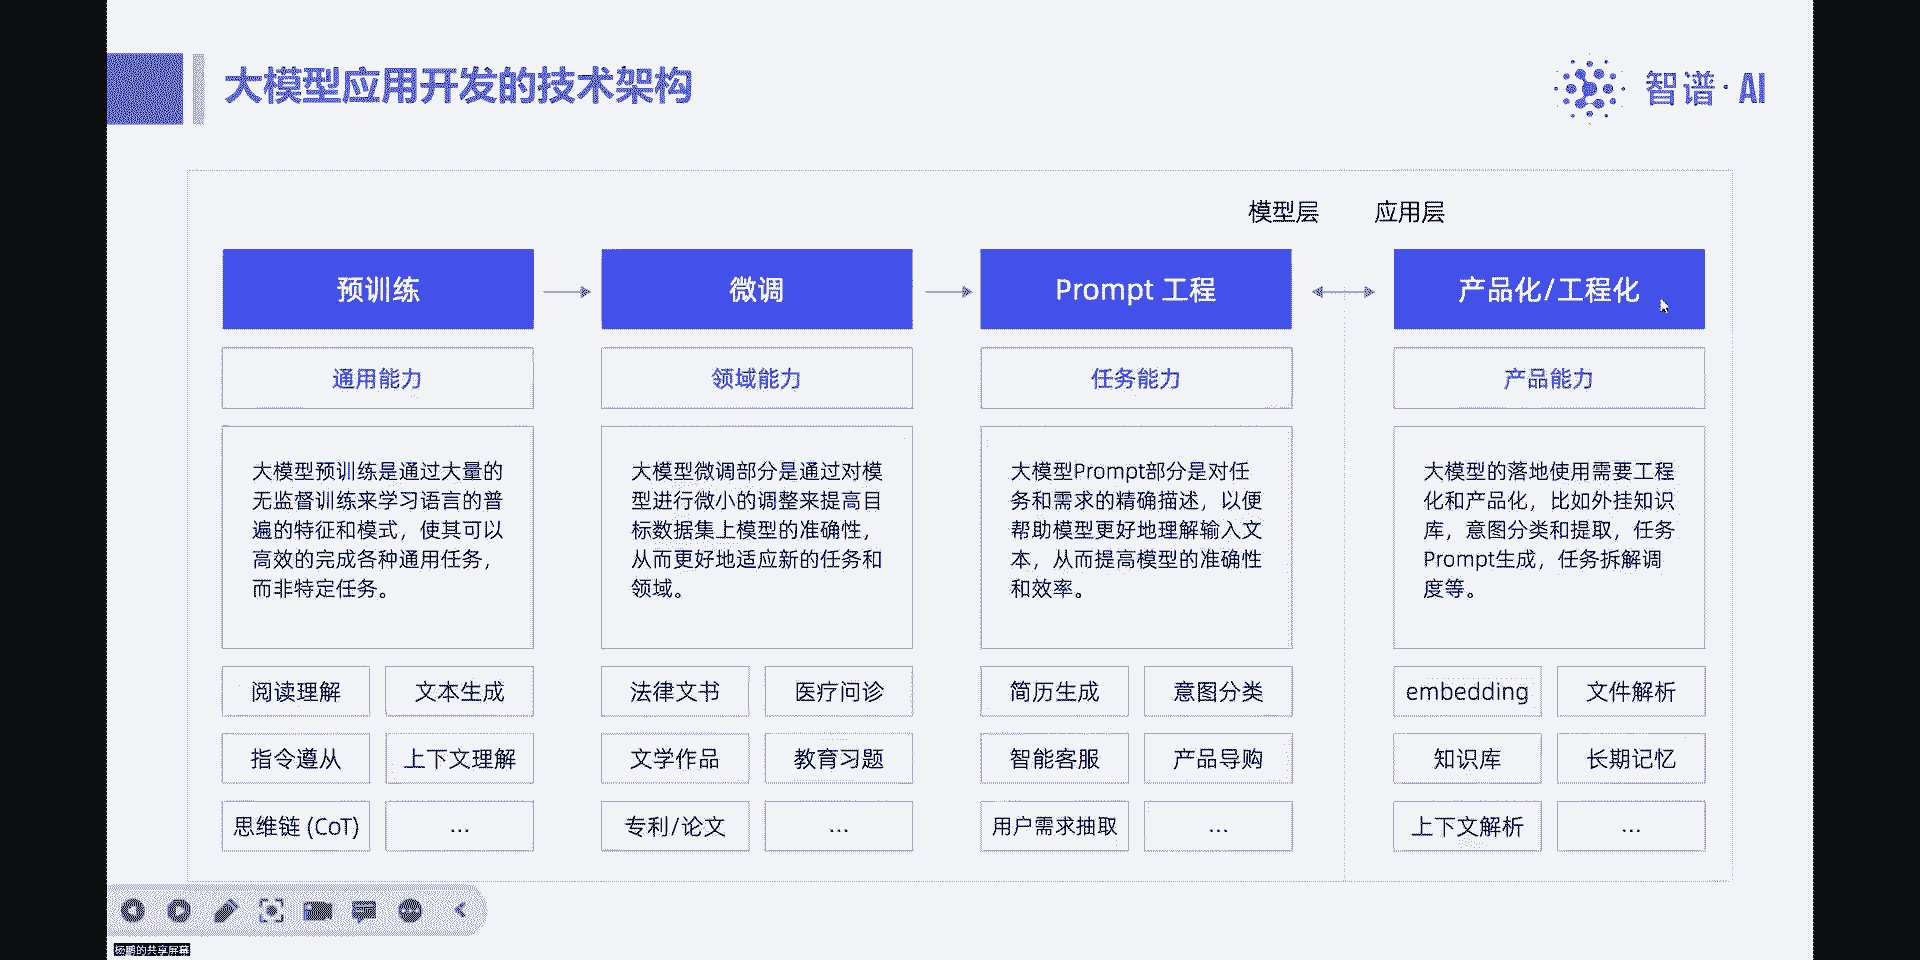 大模型应用开发的技术架构
智谱·AI
模型层
应用层
预训练
微调
Prompt 工程
产品化/工程化
通用能力
领域能力
任务能力
产品能力
大模型预训练是通过大量的
无监督训练来学习语言的普
遍的特征和模式，使其可以
高效的完成各种通用任务，
而非特定任务。
大模型微调部分是通过对模
型进行微小的调整来提高目
标数据集上模型的准确性，
从而更好地适应新的任务和
领域。
大模型Prompt部分是对任
务和需求的精确描述，以便
帮助模型更好地理解输入文
本，从而提高模型的准确性
和效率。
大模型的落地使用需要工程
化和产品化，比如外挂知识
库，意图分类和提取，任务
Prompt生成，任务拆解调
度等。
阅读理解
文本生成
法律文书
医疗问诊
简历生成
意图分类
embedding
文件解析
指令遵从
上下文理解
文学作品
教育习题
智能客服
产品导购
知识库
长期记忆
思维链 (CoT)
...
专利/论文
...
用户需求抽取
...
上下文解析
...
杨鹏的共享屏幕